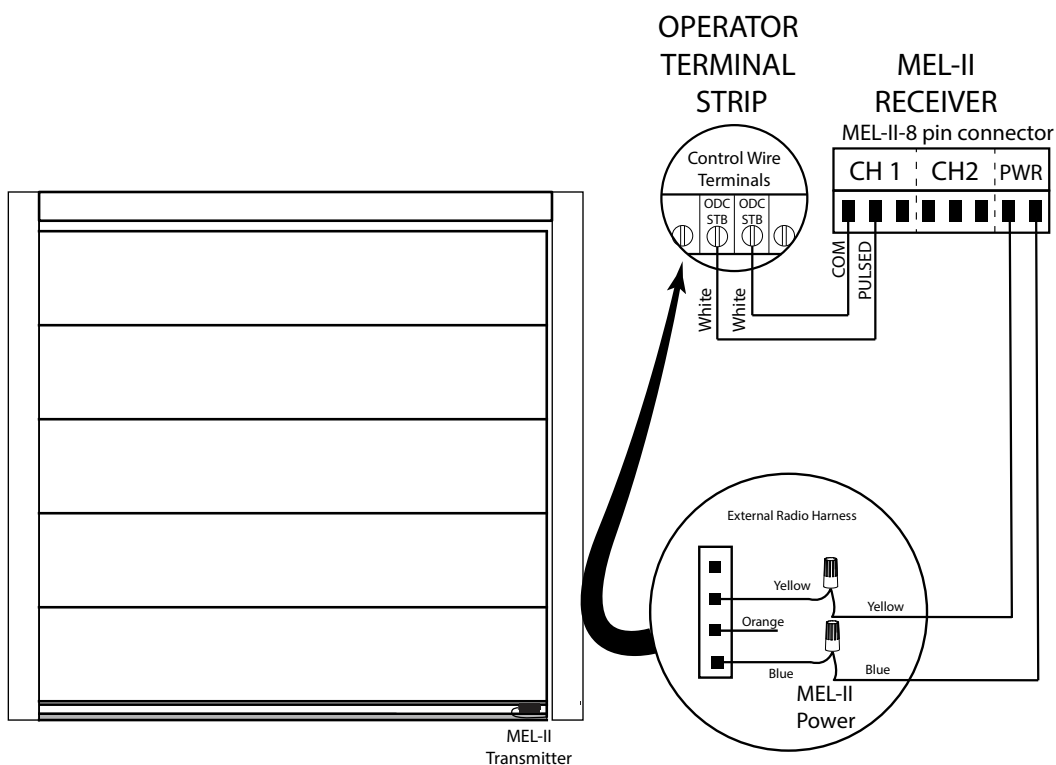 OPERATOR
TERMINAL
STRIP
MEL-II
RECEIVER
MEL-II-8 pin connector
Control Wire
Terminals
ODC
STB
ODC
STB
CH 1
CH2
PWR
COM
PULSED
White
White
External Radio Harness
Yellow
Yellow
Orange
Blue
Blue
MEL-II
Power
MEL-II
Transmitter